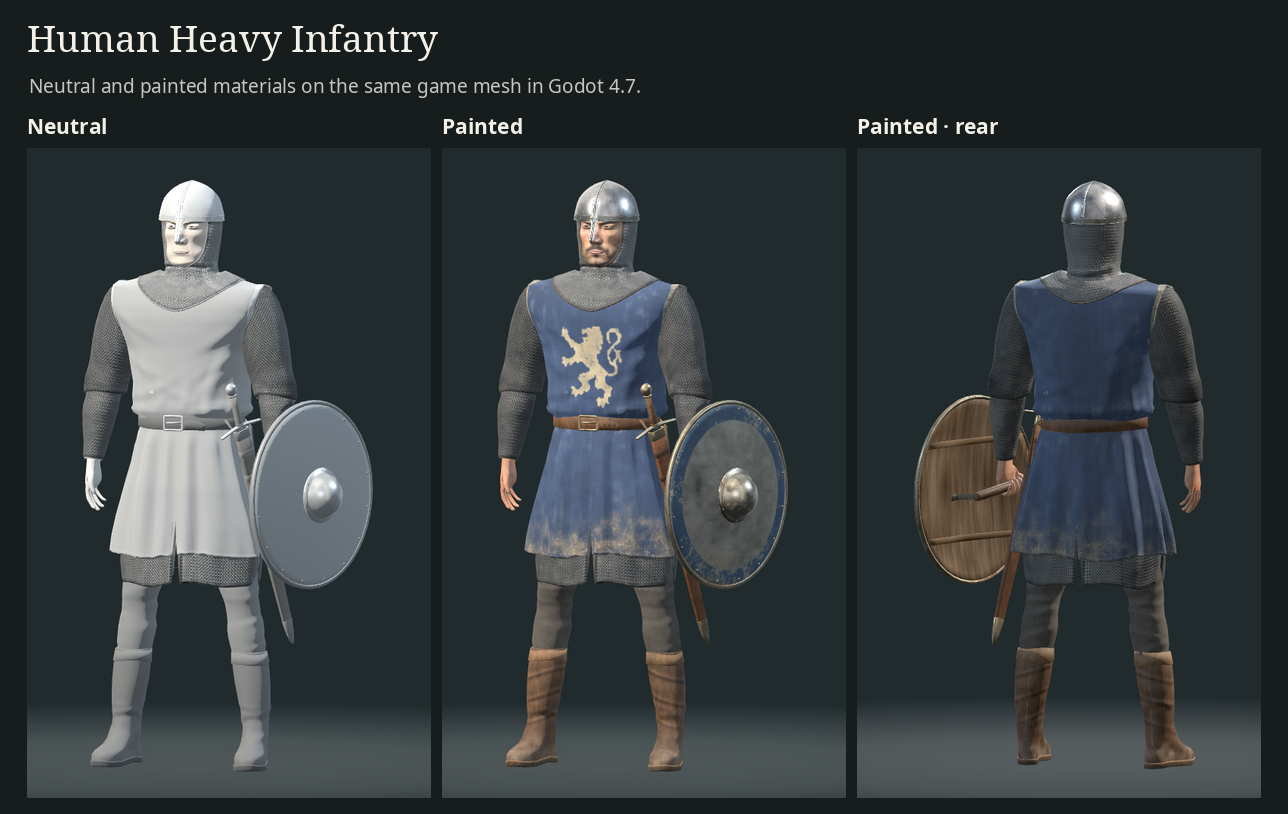 Human Heavy Infantry
Neutral and painted materials on the same game mesh in Godot 4.7.
Neutral
Painted
Painted · rear